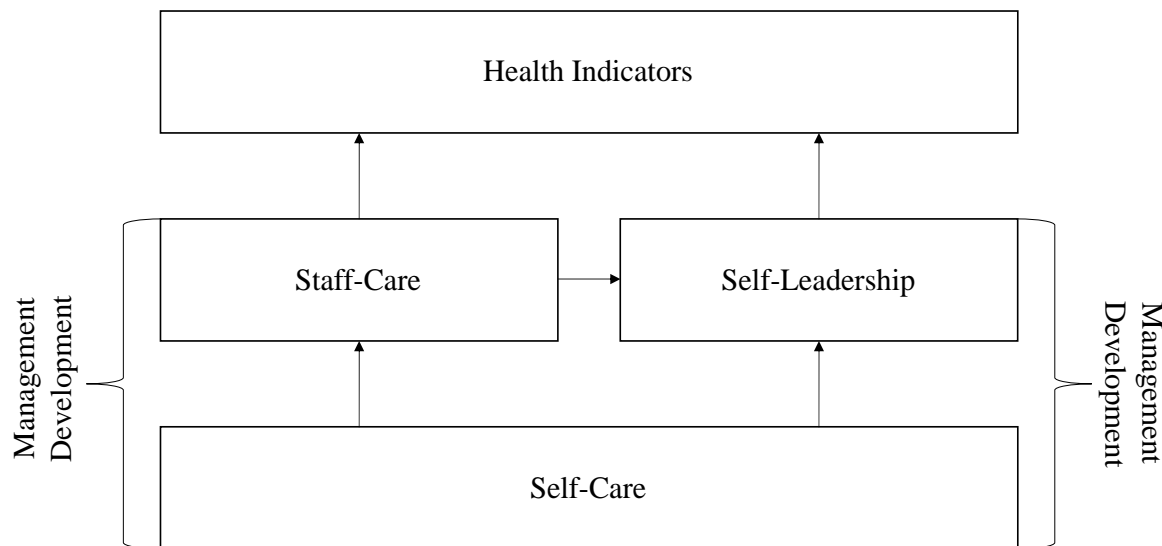 Health Indicators
Staff-Care
Self-Leadership
Management
Development
Management
Development
Self-Care